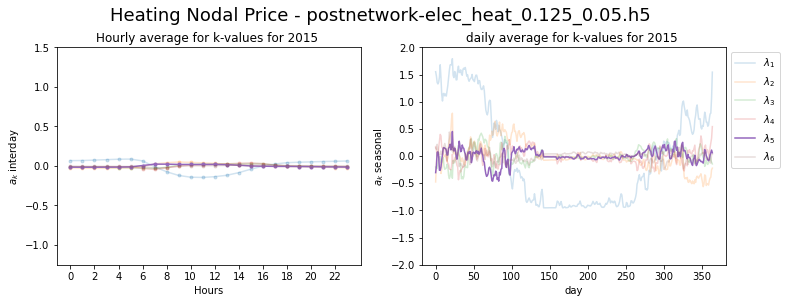 Heating Nodal Price - postnetwork-elec_heat_0.125_0.05.h5
Hourly average for k-values for 2015
daily average for k-values for 2015
1.5
1.0
0.5
0.0
−0.5
−1.0
a_k interday
0 2 4 6 8 10 12 14 16 18 20 22
Hours
2.0
1.5
1.0
0.5
0.0
−0.5
−1.0
−1.5
−2.0
a_k seasonal
0 50 100 150 200 250 300 350
day
λ₁
λ₂
λ₃
λ₄
λ₅
λ₆